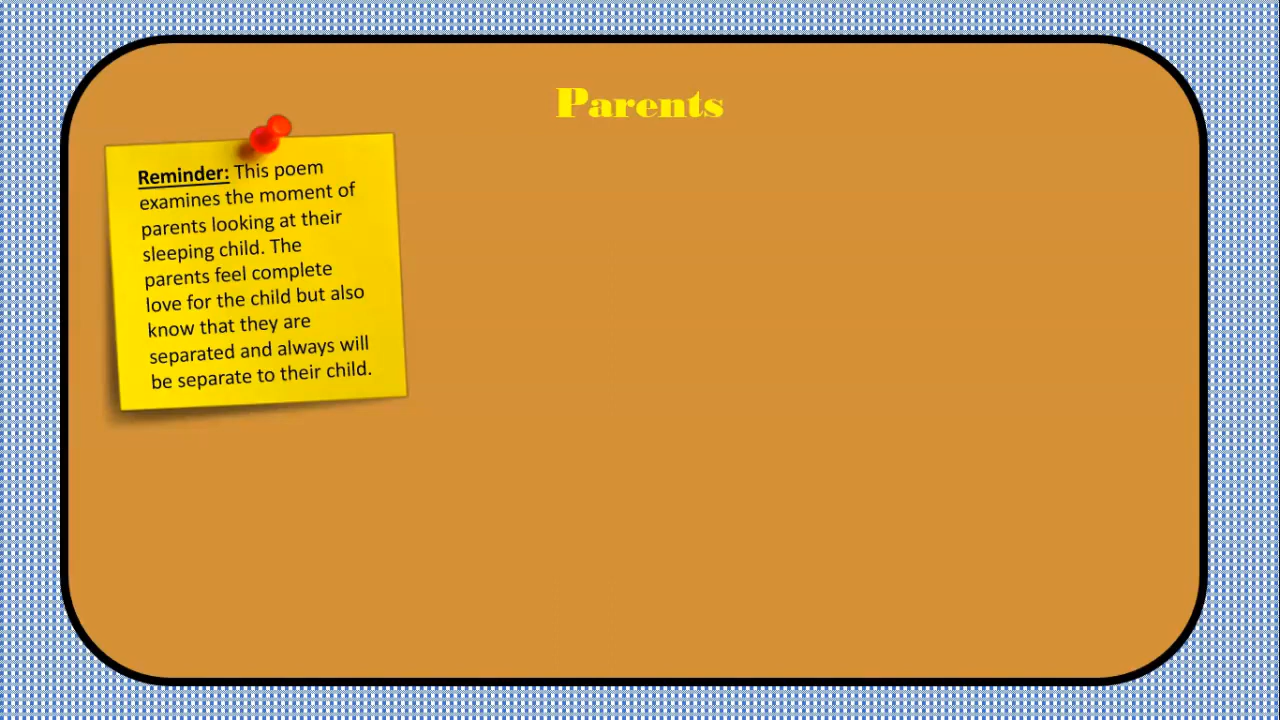 Parents
Reminder: This poem
examines the moment of
parents looking at their
sleeping child. The
parents feel complete
love for the child but also
know that they are
separated and always will
be separate to their child.